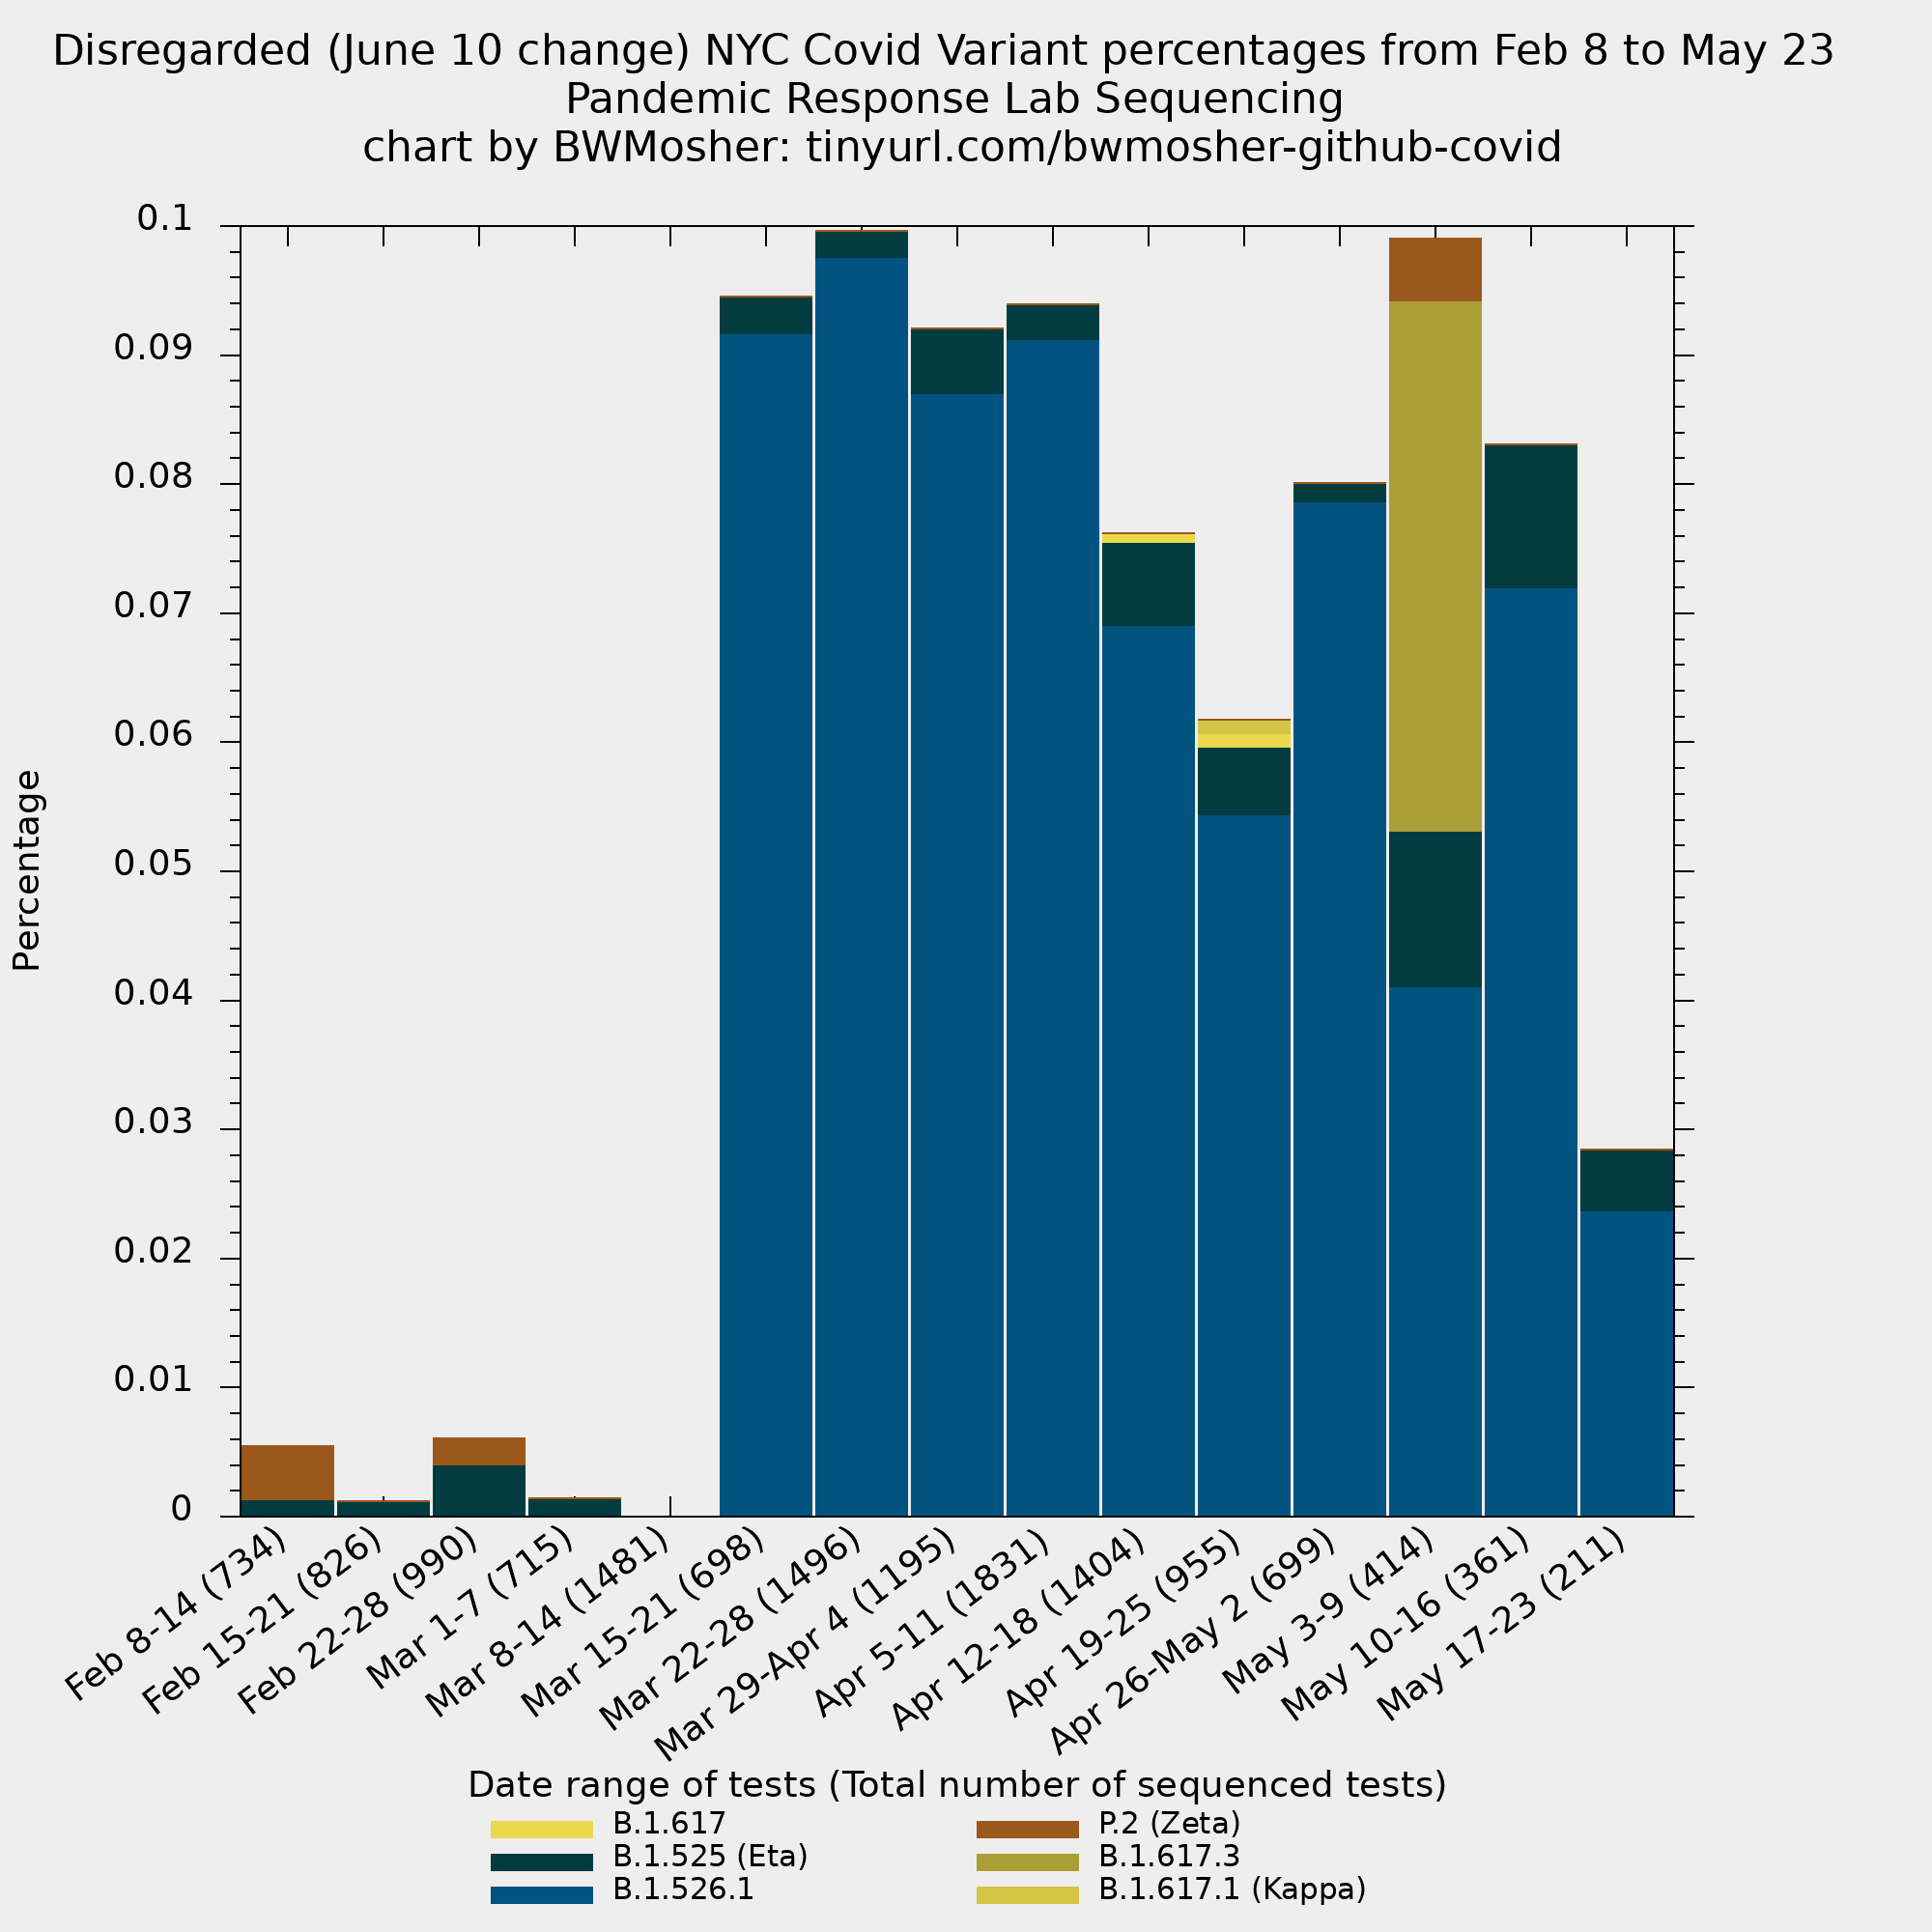 Disregarded (June 10 change) NYC Covid Variant percentages from Feb 8 to May 23
Pandemic Response Lab Sequencing
chart by BWMosher: tinyurl.com/bwmosher-github-covid
0.1
0.09
0.08
0.07
0.06
0.05
0.04
0.03
0.02
0.01
0
Percentage
Feb 8-14 (734)
Feb 15-21 (826)
Feb 22-28 (990)
Mar 1-7 (715)
Mar 8-14 (1481)
Mar 15-21 (698)
Mar 22-28 (1496)
Mar 29-Apr 4 (1195)
Apr 5-11 (1831)
Apr 12-18 (1404)
Apr 19-25 (955)
Apr 26-May 2 (699)
May 3-9 (414)
May 10-16 (361)
May 17-23 (211)
Date range of tests (Total number of sequenced tests)
B.1.617
B.1.525 (Eta)
B.1.526.1
P.2 (Zeta)
B.1.617.3
B.1.617.1 (Kappa)